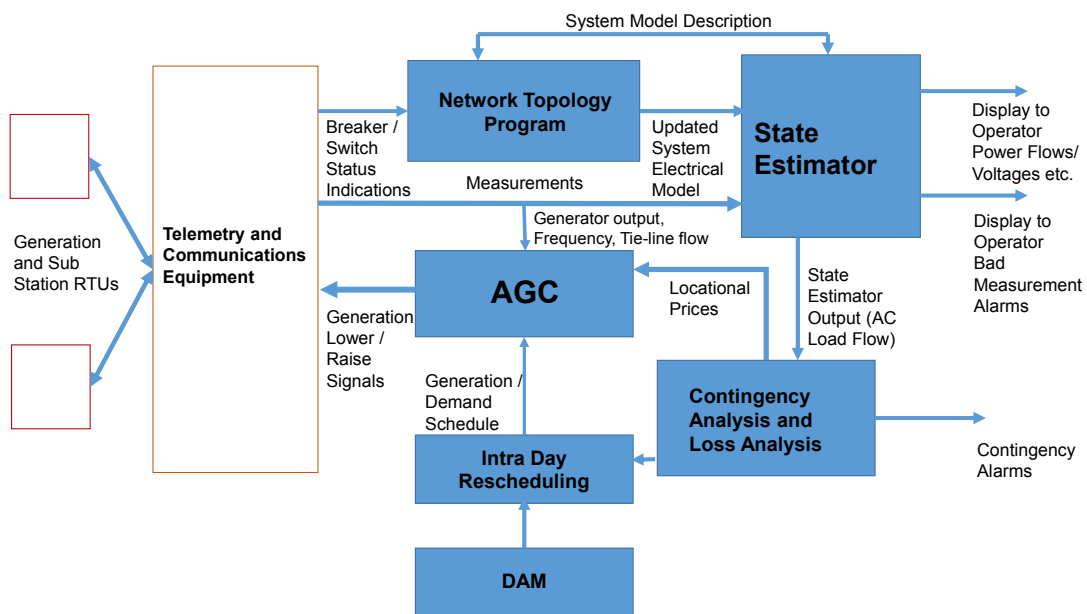 System Model Description
Network Topology
Program
State
Estimator
Breaker /
Switch
Status
Indications
Updated
System
Electrical
Model
Display to
Operator
Power Flows/
Voltages etc.
Measurements
Generator output,
Frequency, Tie-line flow
Display to
Operator
Bad
Measurement
Alarms
Generation
and Sub
Station RTUs
Telemetry and
Communications
Equipment
AGC
Locational
Prices
State
Estimator
Output (AC
Load Flow)
Generation
Lower /
Raise
Signals
Generation /
Demand
Schedule
Contingency
Analysis and
Loss Analysis
Contingency
Alarms
Intra Day
Rescheduling
DAM